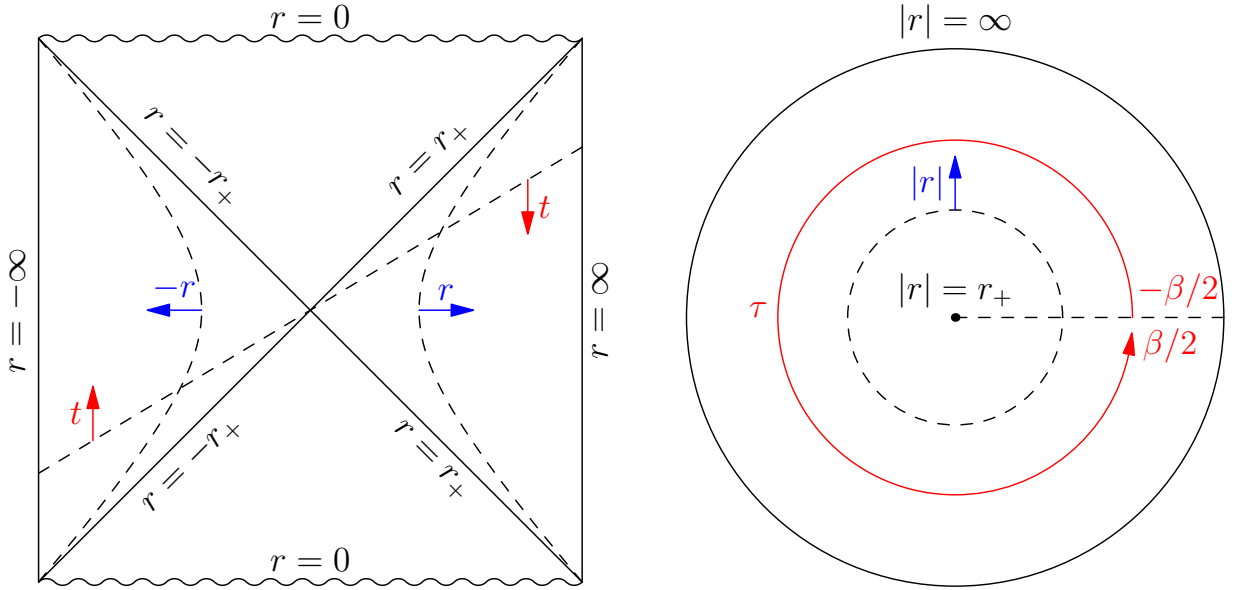 r = 0
r = −r₊
r = r₊
t
−r
r
r = −∞
r = ∞
t
r = −r₊
r = r₊
r = 0
|r| = ∞
|r|
τ
|r| = r₊
−β/2
β/2